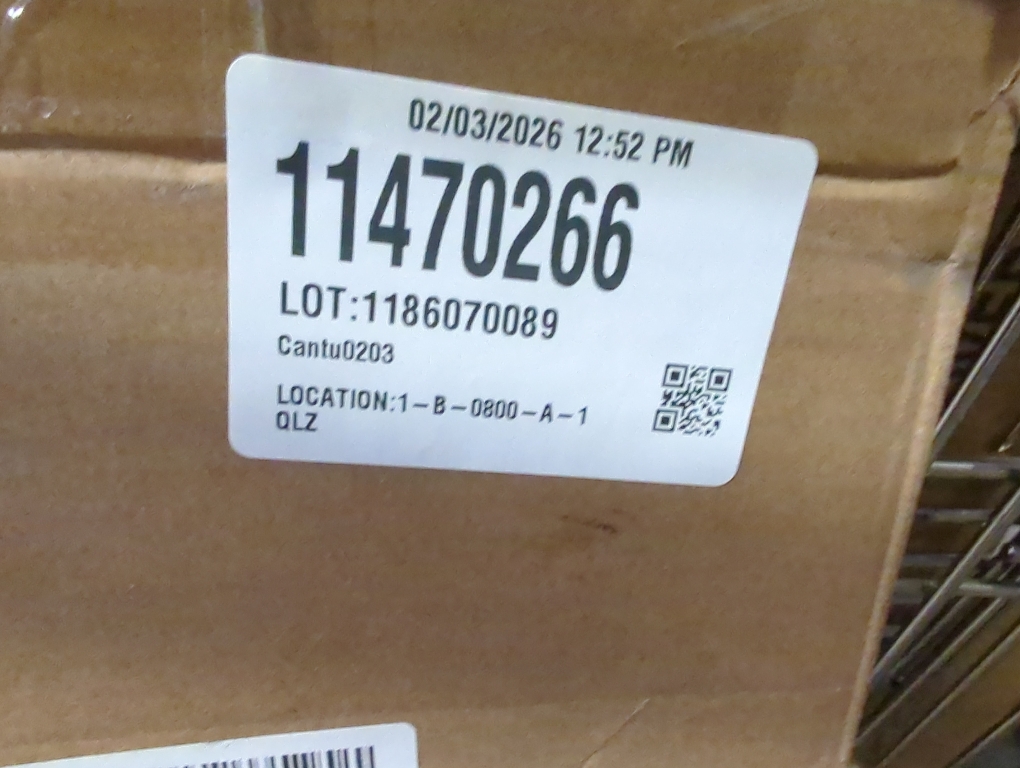 02/03/2026 12:52 PM
11470266
LOT:1186070089
Cantu0203
LOCATION:1-B-0800-A-1
QLZ